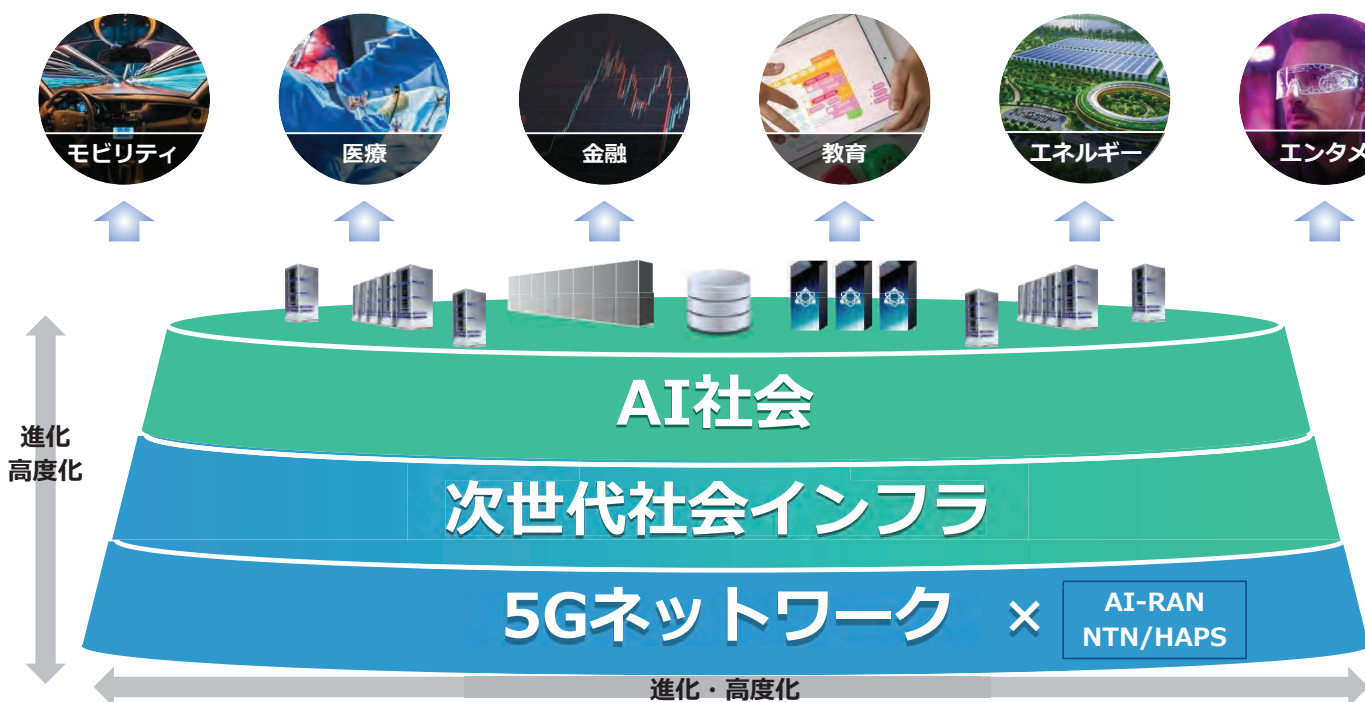 モビリティ
医療
金融
教育
エネルギー
エンタメ
AI社会
進化
高度化
次世代社会インフラ
5Gネットワーク ×
AI-RAN
NTN/HAPS
進化・高度化